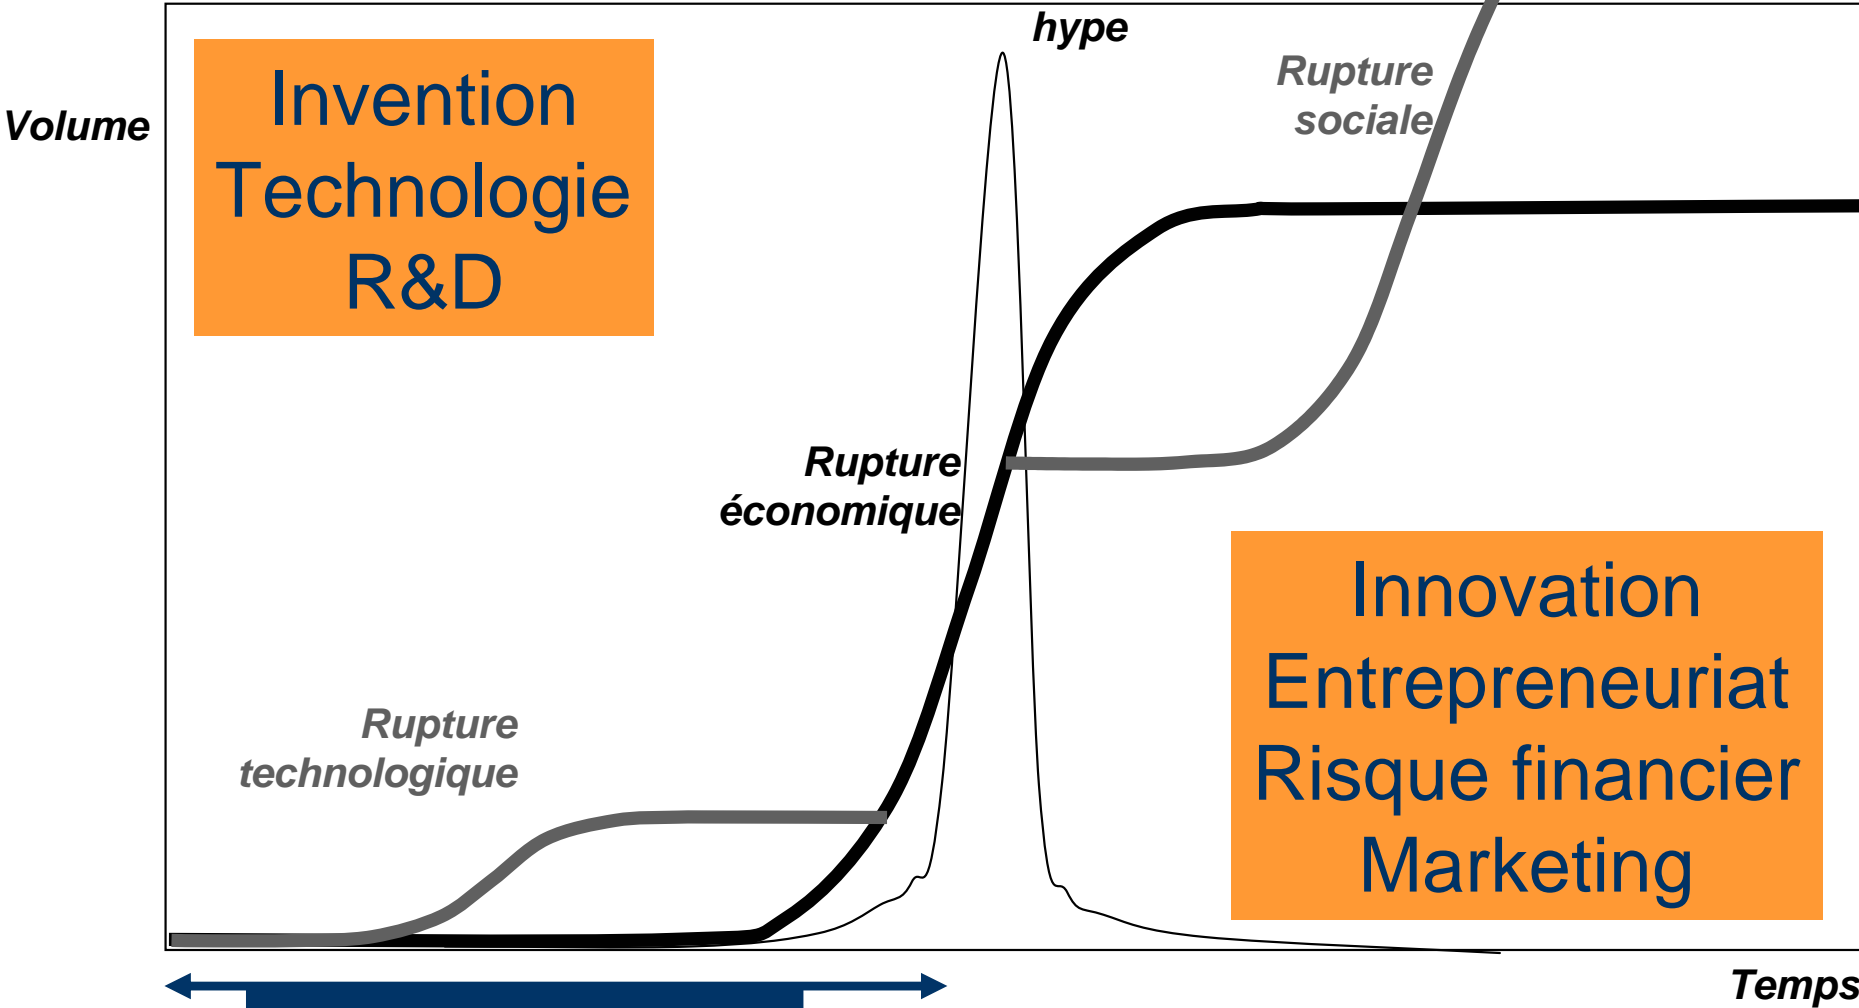 hype
Invention
Technologie
R&D
Volume
Rupture
sociale
Rupture
économique
Innovation
Entrepreneuriat
Risque financier
Marketing
Rupture
technologique
Temps